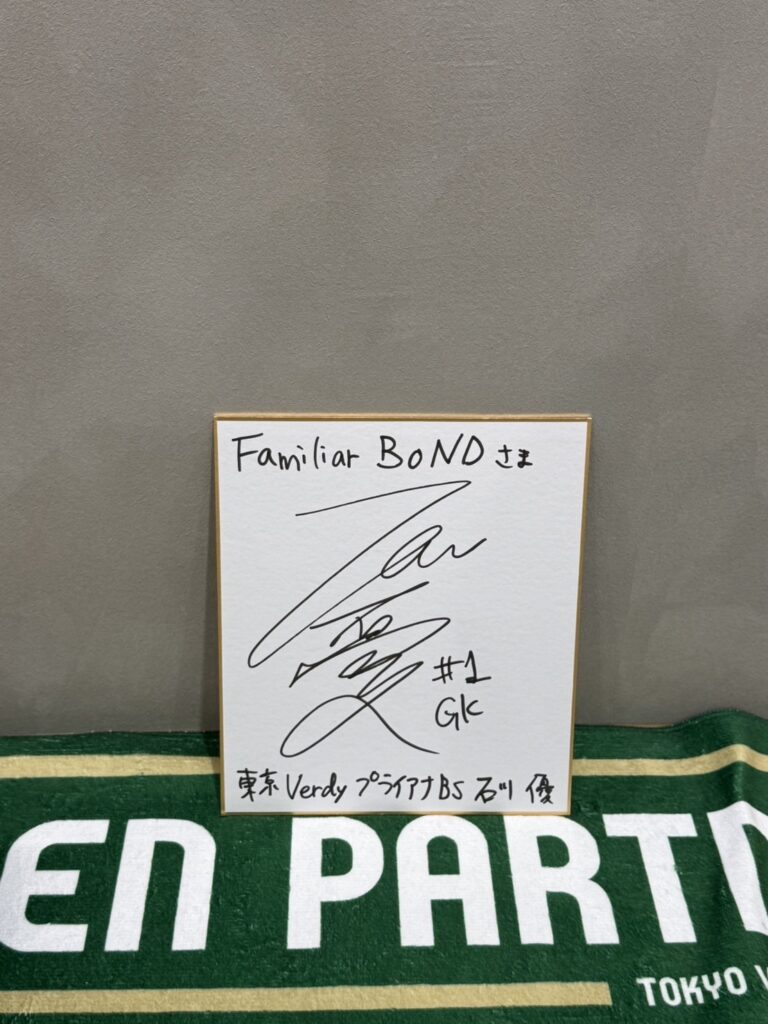 Familiar BOND さま
#1
GK
東京 Verdy プライアナBS 石川 優
EN PARTN
TOKYO V